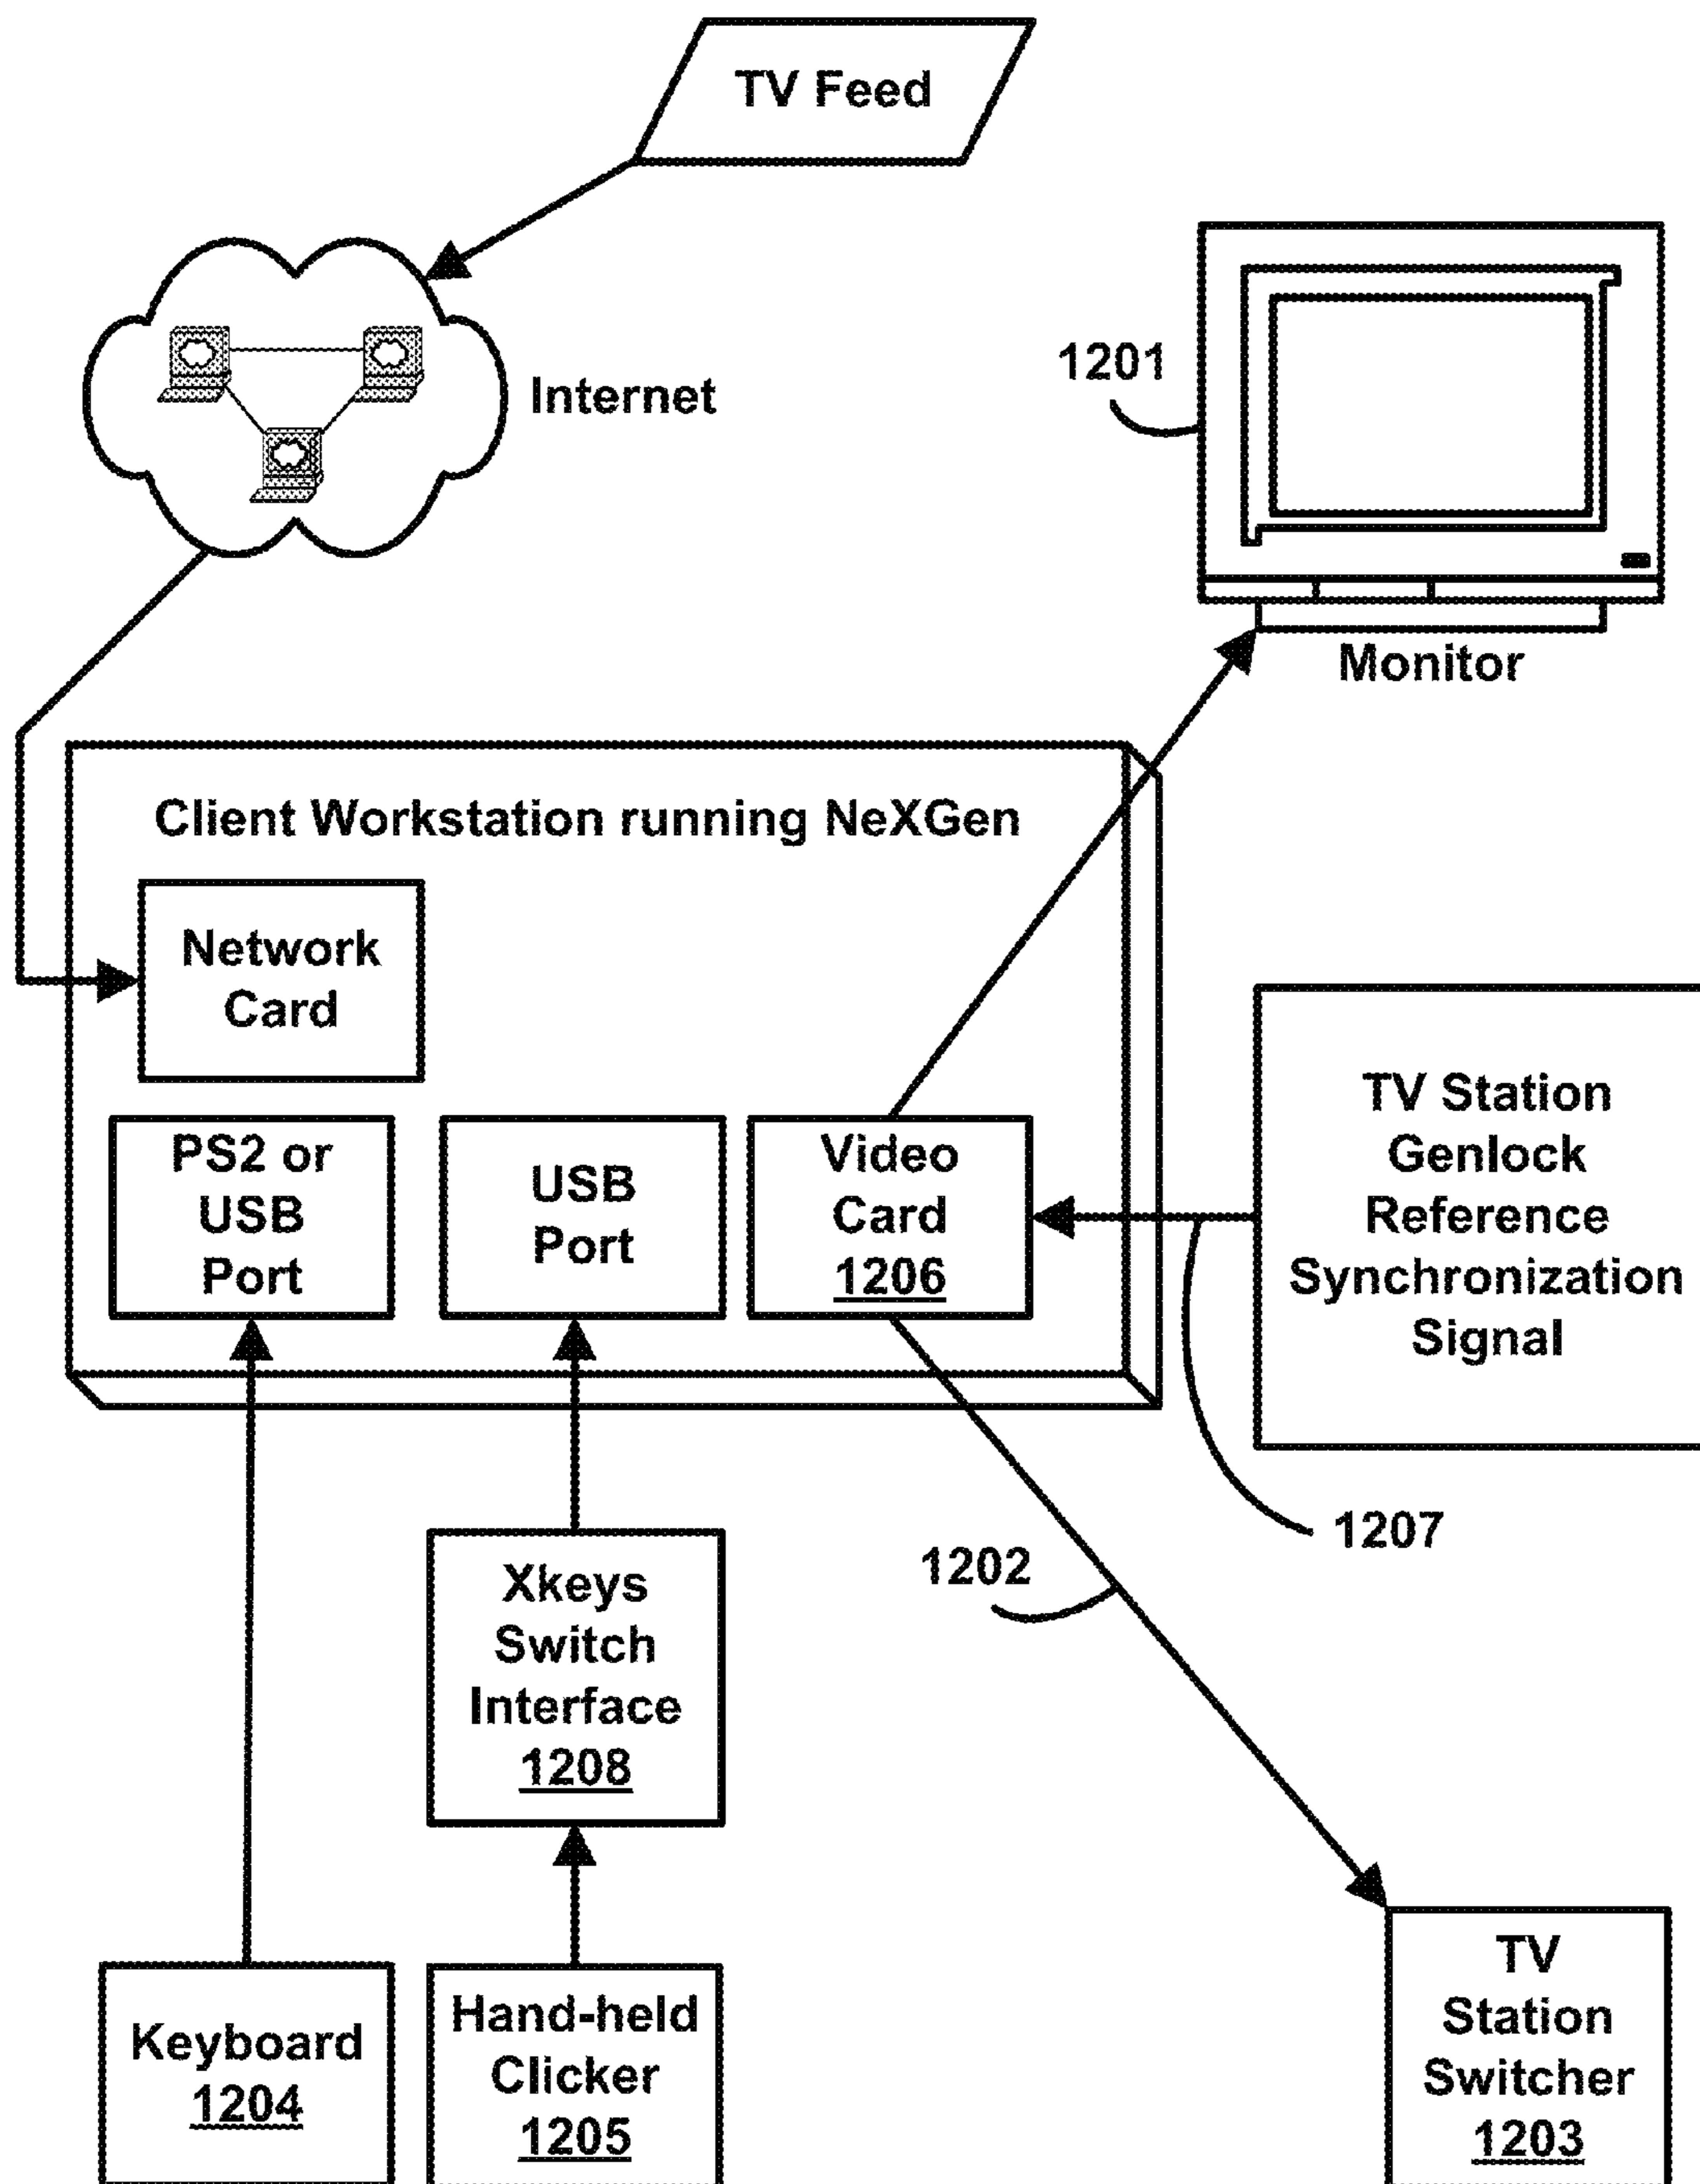 TV Feed
Internet
1201
Monitor
Client Workstation running NeXGen
Network
Card
PS2 or
USB
Port
USB
Port
Video
Card
1206
TV Station
Genlock
Reference
Synchronization
Signal
1207
1202
Xkeys
Switch
Interface
1208
Keyboard
1204
Hand-held
Clicker
1205
TV
Station
Switcher
1203